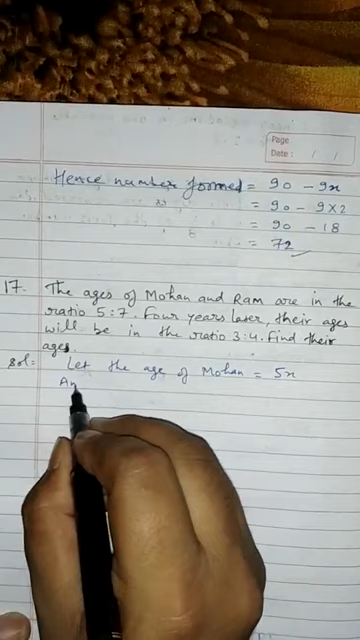 Page
Date : / /
Hence number formed = 90 - 9x
= 90 - 9x2
= 90 - 18
= 72
17. The ages of Mohan and Ram are in the
ratio 5:7. Four years later, their ages
will be in the ratio 3:4. Find their
ages.
Sol:- Let the age of Mohan = 5x
An